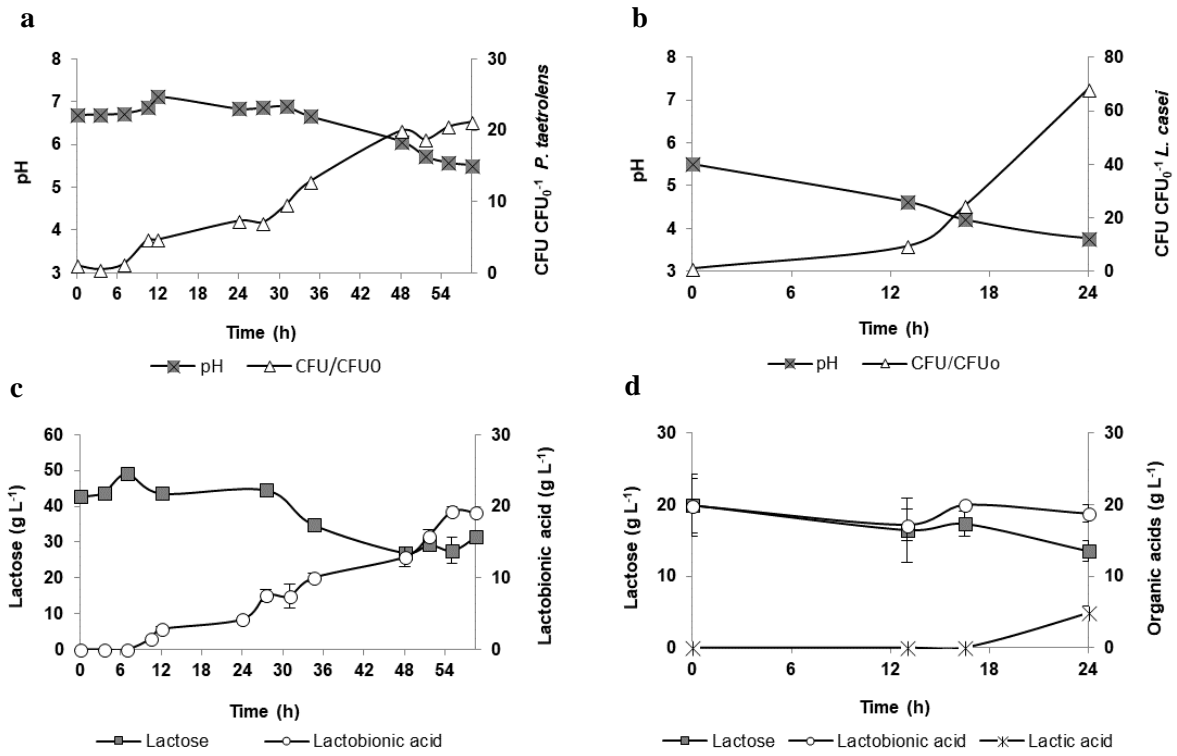 a
8
7
6
5
4
3
pH
30
20
10
0
CFU CFU₀⁻¹ P. taetrolens
0 6 12 18 24 30 36 42 48 54
Time (h)
pH CFU/CFU0
b
8
7
6
5
4
3
pH
80
60
40
20
0
CFU CFU₀⁻¹ L. casei
0 6 12 18 24
Time (h)
pH CFU/CFUo
c
60
50
40
30
20
10
0
Lactose (g L⁻¹)
30
20
10
0
Lactobionic acid (g L⁻¹)
0 6 12 18 24 30 36 42 48 54
Time (h)
Lactose Lactobionic acid
d
30
20
10
0
Lactose (g L⁻¹)
30
20
10
0
Organic acids (g L⁻¹)
0 6 12 18 24
Time (h)
Lactose Lactobionic acid Lactic acid